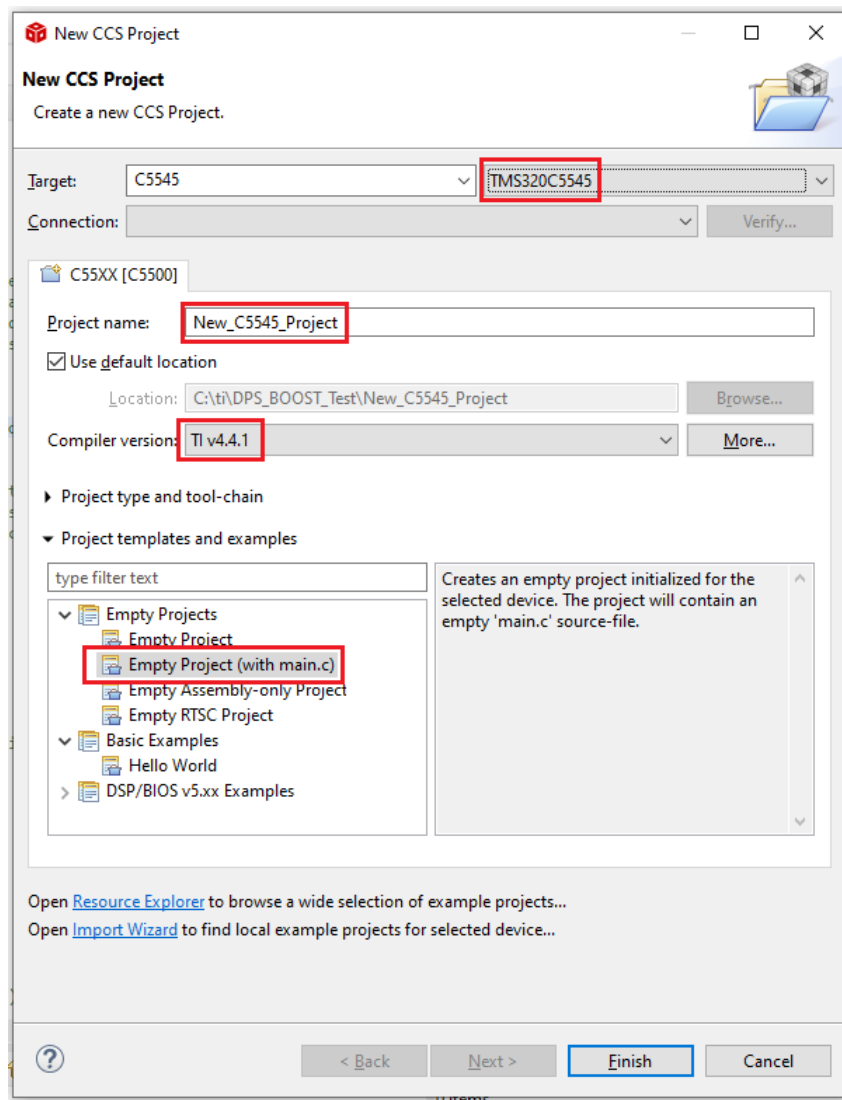 New CCS Project
New CCS Project
Create a new CCS Project.
Target: C5545 TMS320C5545
Connection: Verify...
C55XX [C5500]
Project name: New_C5545_Project
Use default location
Location: C:\ti\DPS_BOOST_Test\New_C5545_Project Browse...
Compiler version: TI v4.4.1 More...
Project type and tool-chain
Project templates and examples
type filter text
Creates an empty project initialized for the
selected device. The project will contain an
empty 'main.c' source-file.
Empty Projects
Empty Project
Empty Project (with main.c)
Empty Assembly-only Project
Empty RTSC Project
Basic Examples
Hello World
DSP/BIOS v5.xx Examples
Open Resource Explorer to browse a wide selection of example projects...
Open Import Wizard to find local example projects for selected device...
? < Back Next > Finish Cancel